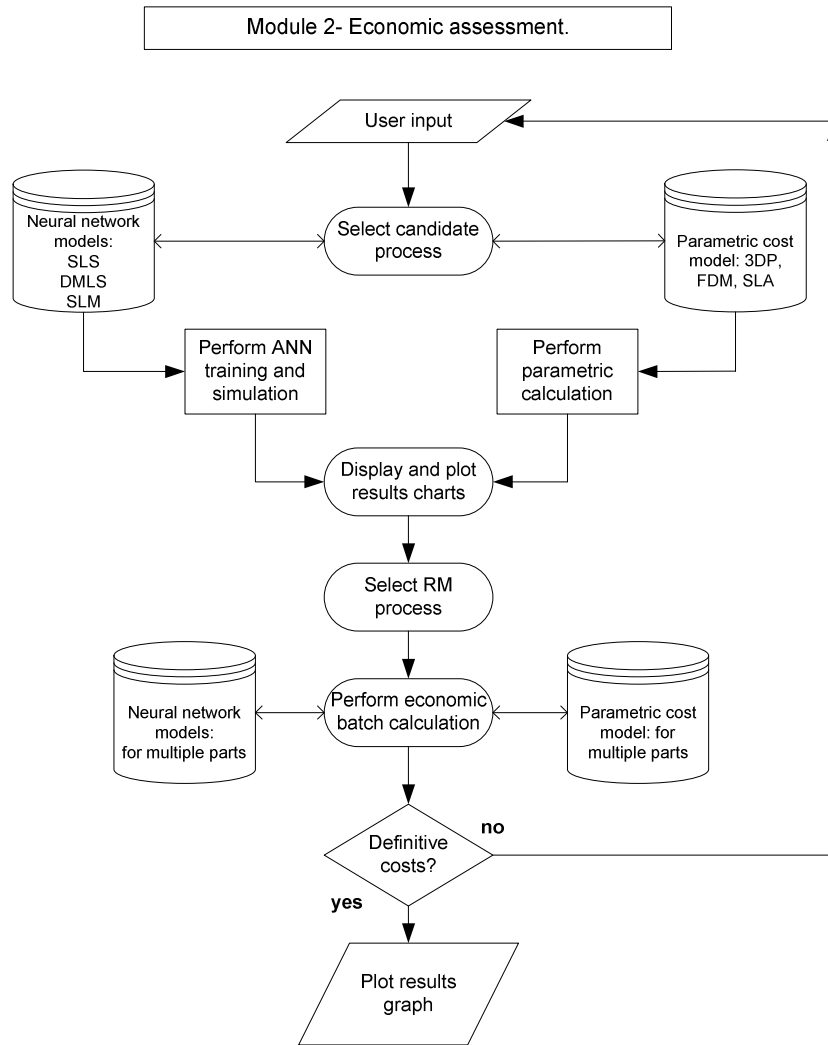 Module 2- Economic assessment.
User input
Neural network
models:
SLS
DMLS
SLM
Select candidate
process
Parametric cost
model: 3DP,
FDM, SLA
Perform ANN
training and
simulation
Perform
parametric
calculation
Display and plot
results charts
Select RM
process
Neural network
models:
for multiple parts
Perform economic
batch calculation
Parametric cost
model: for
multiple parts
Definitive
costs?
no
yes
Plot results
graph